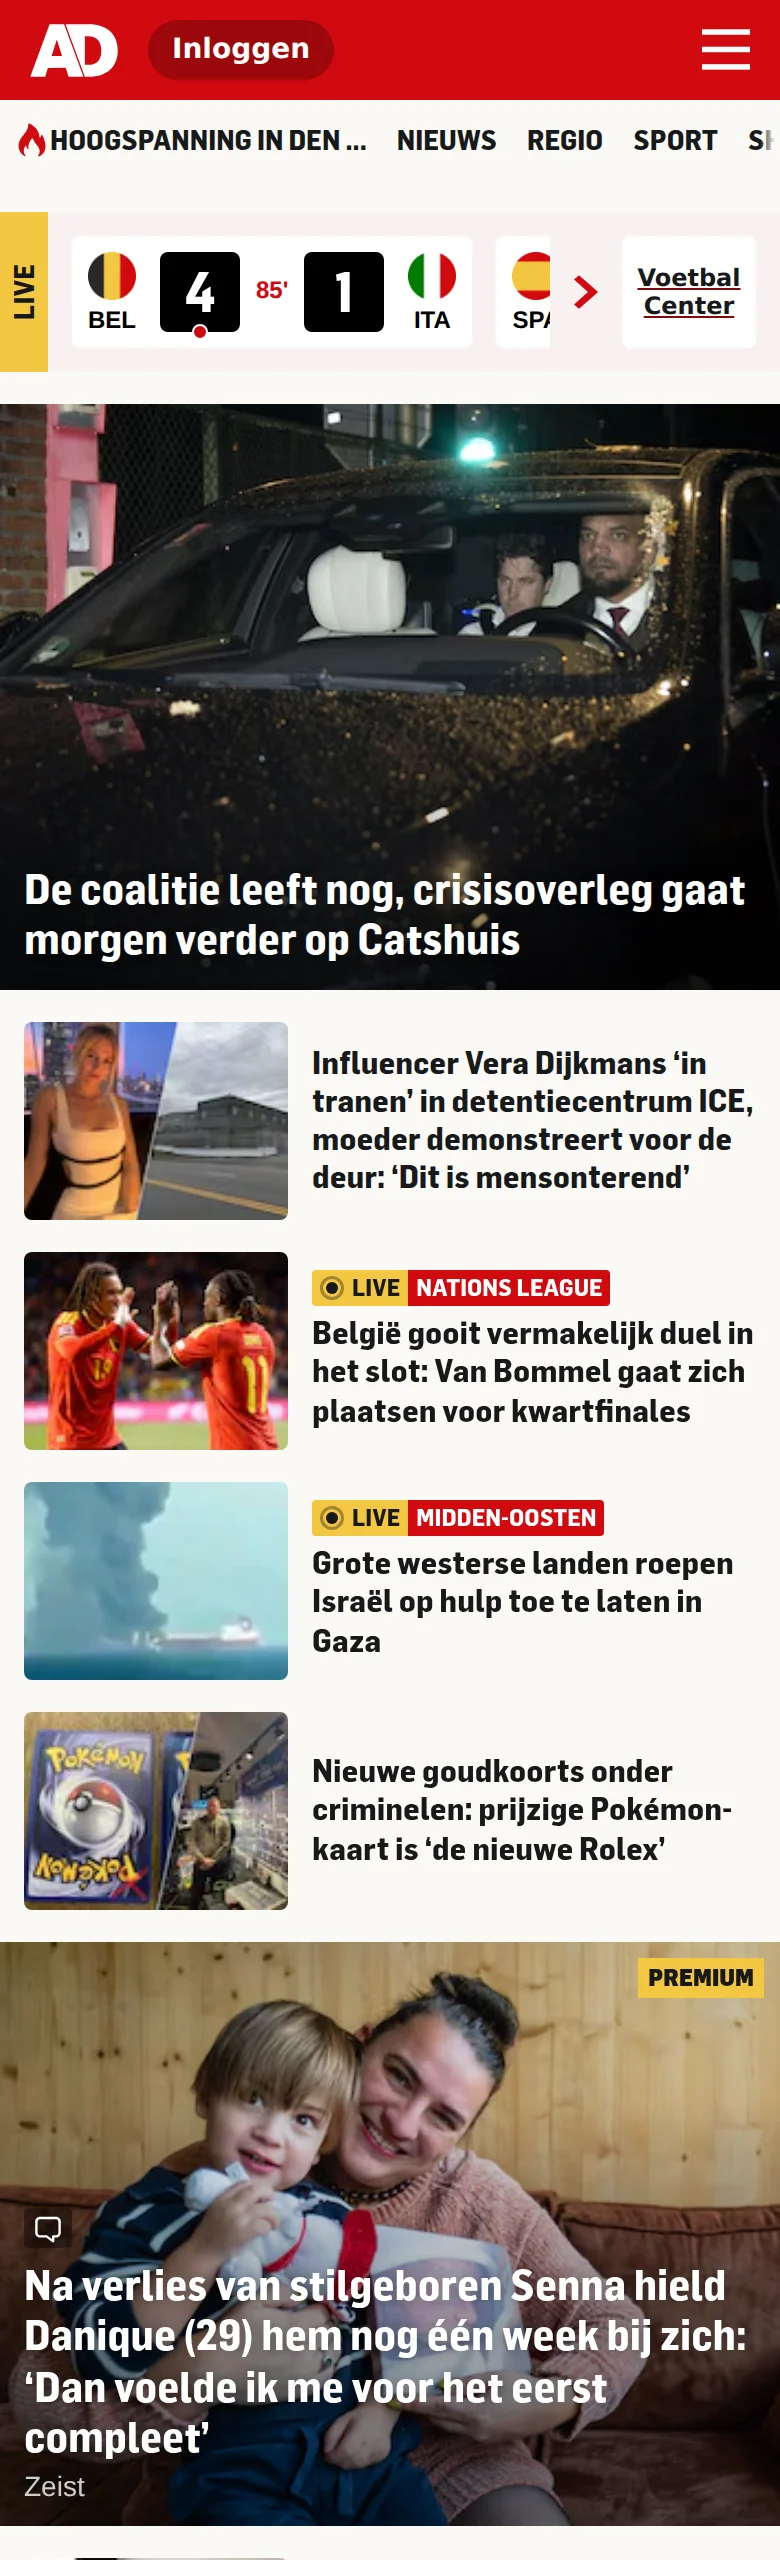 AD Inloggen
HOOGSPANNING IN DEN ... NIEUWS REGIO SPORT
LIVE
BEL 4 85' 1 ITA
SPA
Voetbal
Center
De coalitie leeft nog, crisisoverleg gaat
morgen verder op Catshuis
Influencer Vera Dijkmans ‘in
tranen’ in detentiecentrum ICE,
moeder demonstreert voor de
deur: ‘Dit is mensonterend’
LIVE NATIONS LEAGUE
België gooit vermakelijk duel in
het slot: Van Bommel gaat zich
plaatsen voor kwartfinales
19
11
LIVE MIDDEN-OOSTEN
Grote westerse landen roepen
Israël op hulp toe te laten in
Gaza
Pokémon
Pokémon
Nieuwe goudkoorts onder
criminelen: prijzige Pokémon-
kaart is ‘de nieuwe Rolex’
PREMIUM
Na verlies van stilgeboren Senna hield
Danique (29) hem nog één week bij zich:
‘Dan voelde ik me voor het eerst
compleet’
Zeist